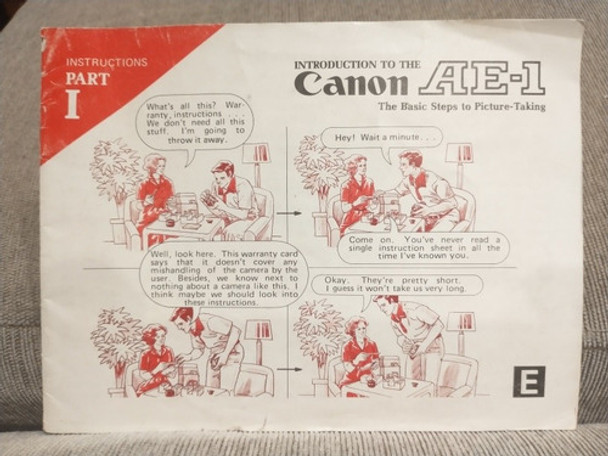 INSTRUCTIONS
PART
I
INTRODUCTION TO THE
Canon AE-1
The Basic Steps to Picture-Taking
What's all this? War-
ranty, instructions . . .
We don't need all this
stuff. I'm going to
throw it away.
Hey! Wait a minute. . .
Come on. You've never read a
single instruction sheet in all the
time I've known you.
Well, look here. This warranty card
says that it doesn't cover any
mishandling of the camera by the
user. Besides, we know next to
nothing about a camera like this. I
think maybe we should look into
these instructions.
Okay. They're pretty short.
I guess it won't take us very long.
E